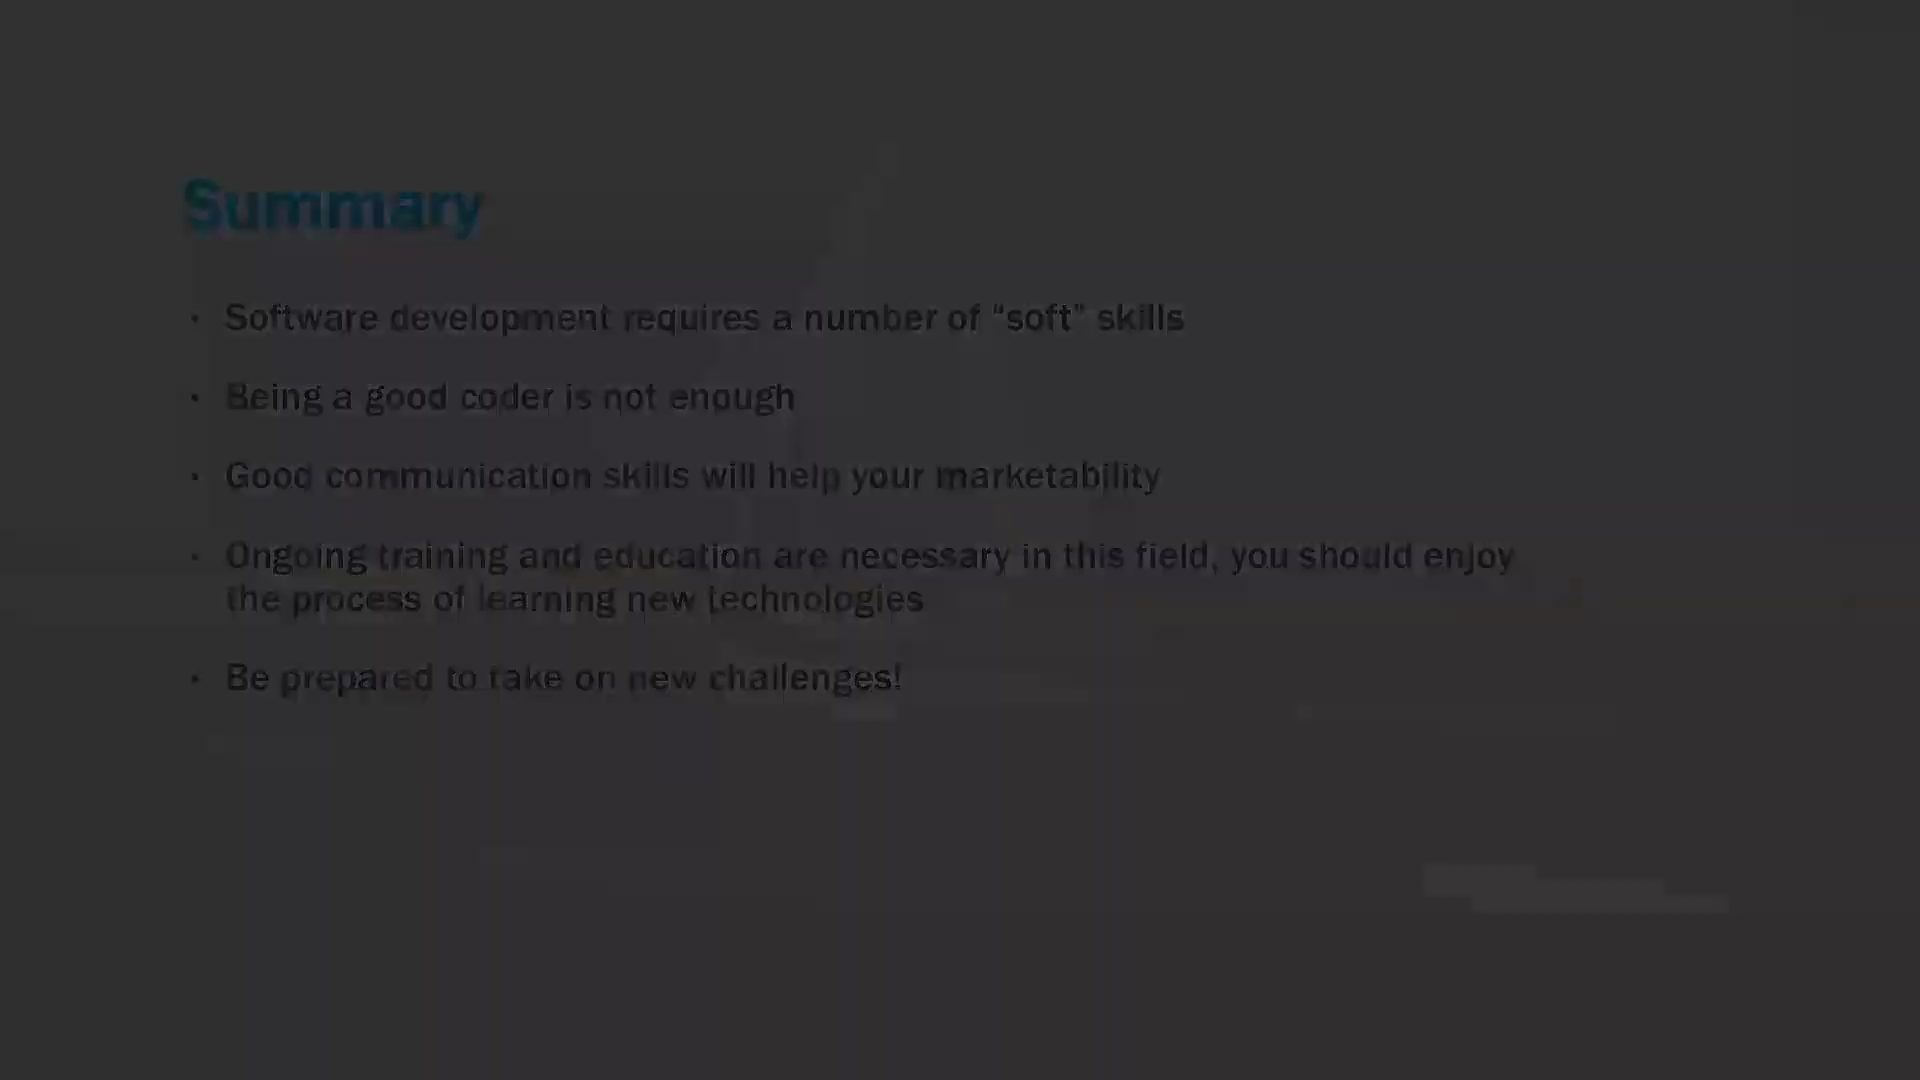 Summary
· Software development requires a number of “soft” skills
· Being a good coder is not enough
· Good communication skills will help your marketability
· Ongoing training and education are necessary in this field, you should enjoy
the process of learning new technologies
· Be prepared to take on new challenges!